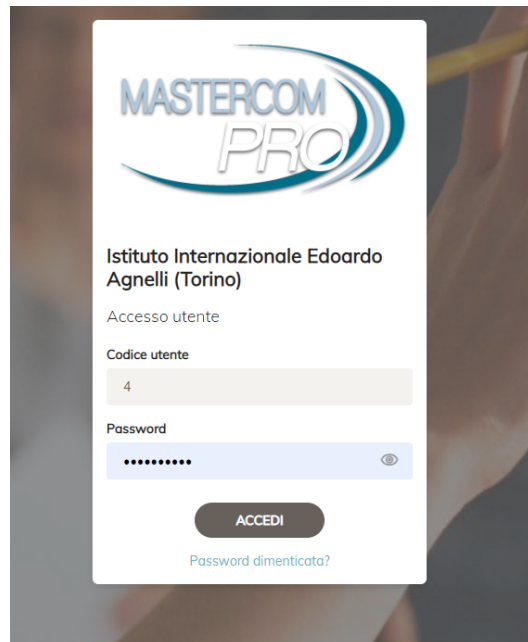 MASTERCOM
PRO
Istituto Internazionale Edoardo
Agnelli (Torino)
Accesso utente
Codice utente
4
Password
••••••••••
ACCEDI
Password dimenticata?